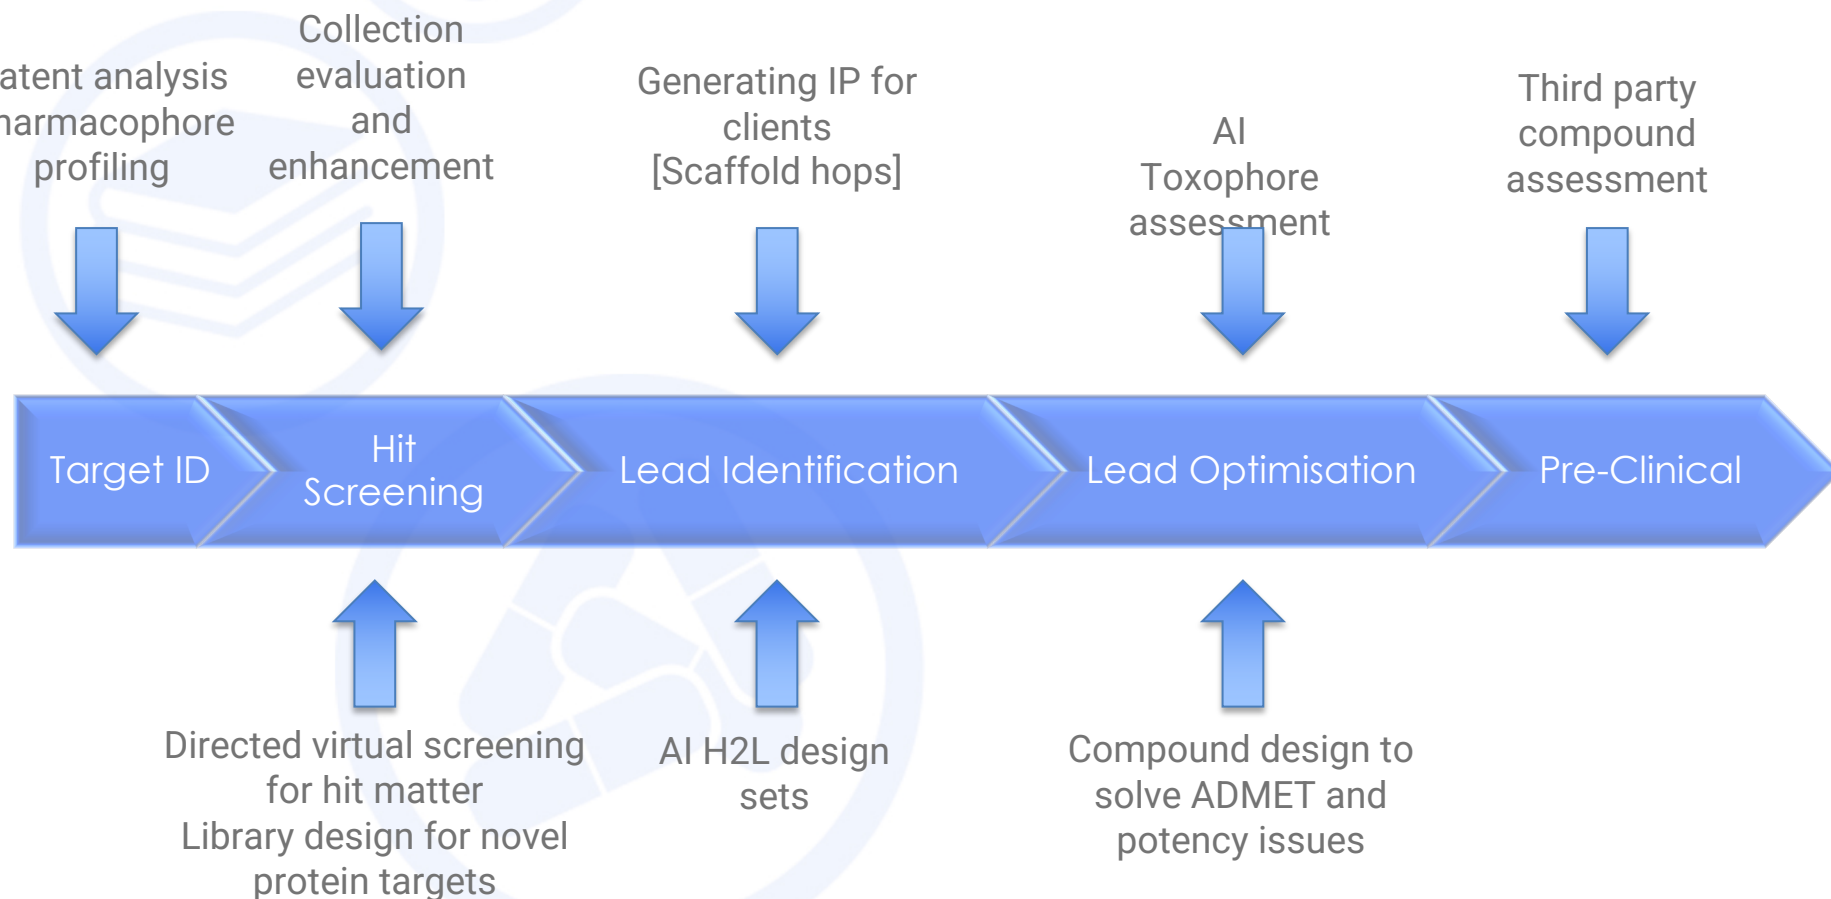 Collection
evaluation
and
enhancement
atent analysis
harmacophore
profiling
Generating IP for
clients
[Scaffold hops]
AI
Toxophore
assessment
Third party
compound
assessment
Target ID
Hit
Screening
Lead Identification
Lead Optimisation
Pre-Clinical
Directed virtual screening
for hit matter
Library design for novel
protein targets
AI H2L design
sets
Compound design to
solve ADMET and
potency issues